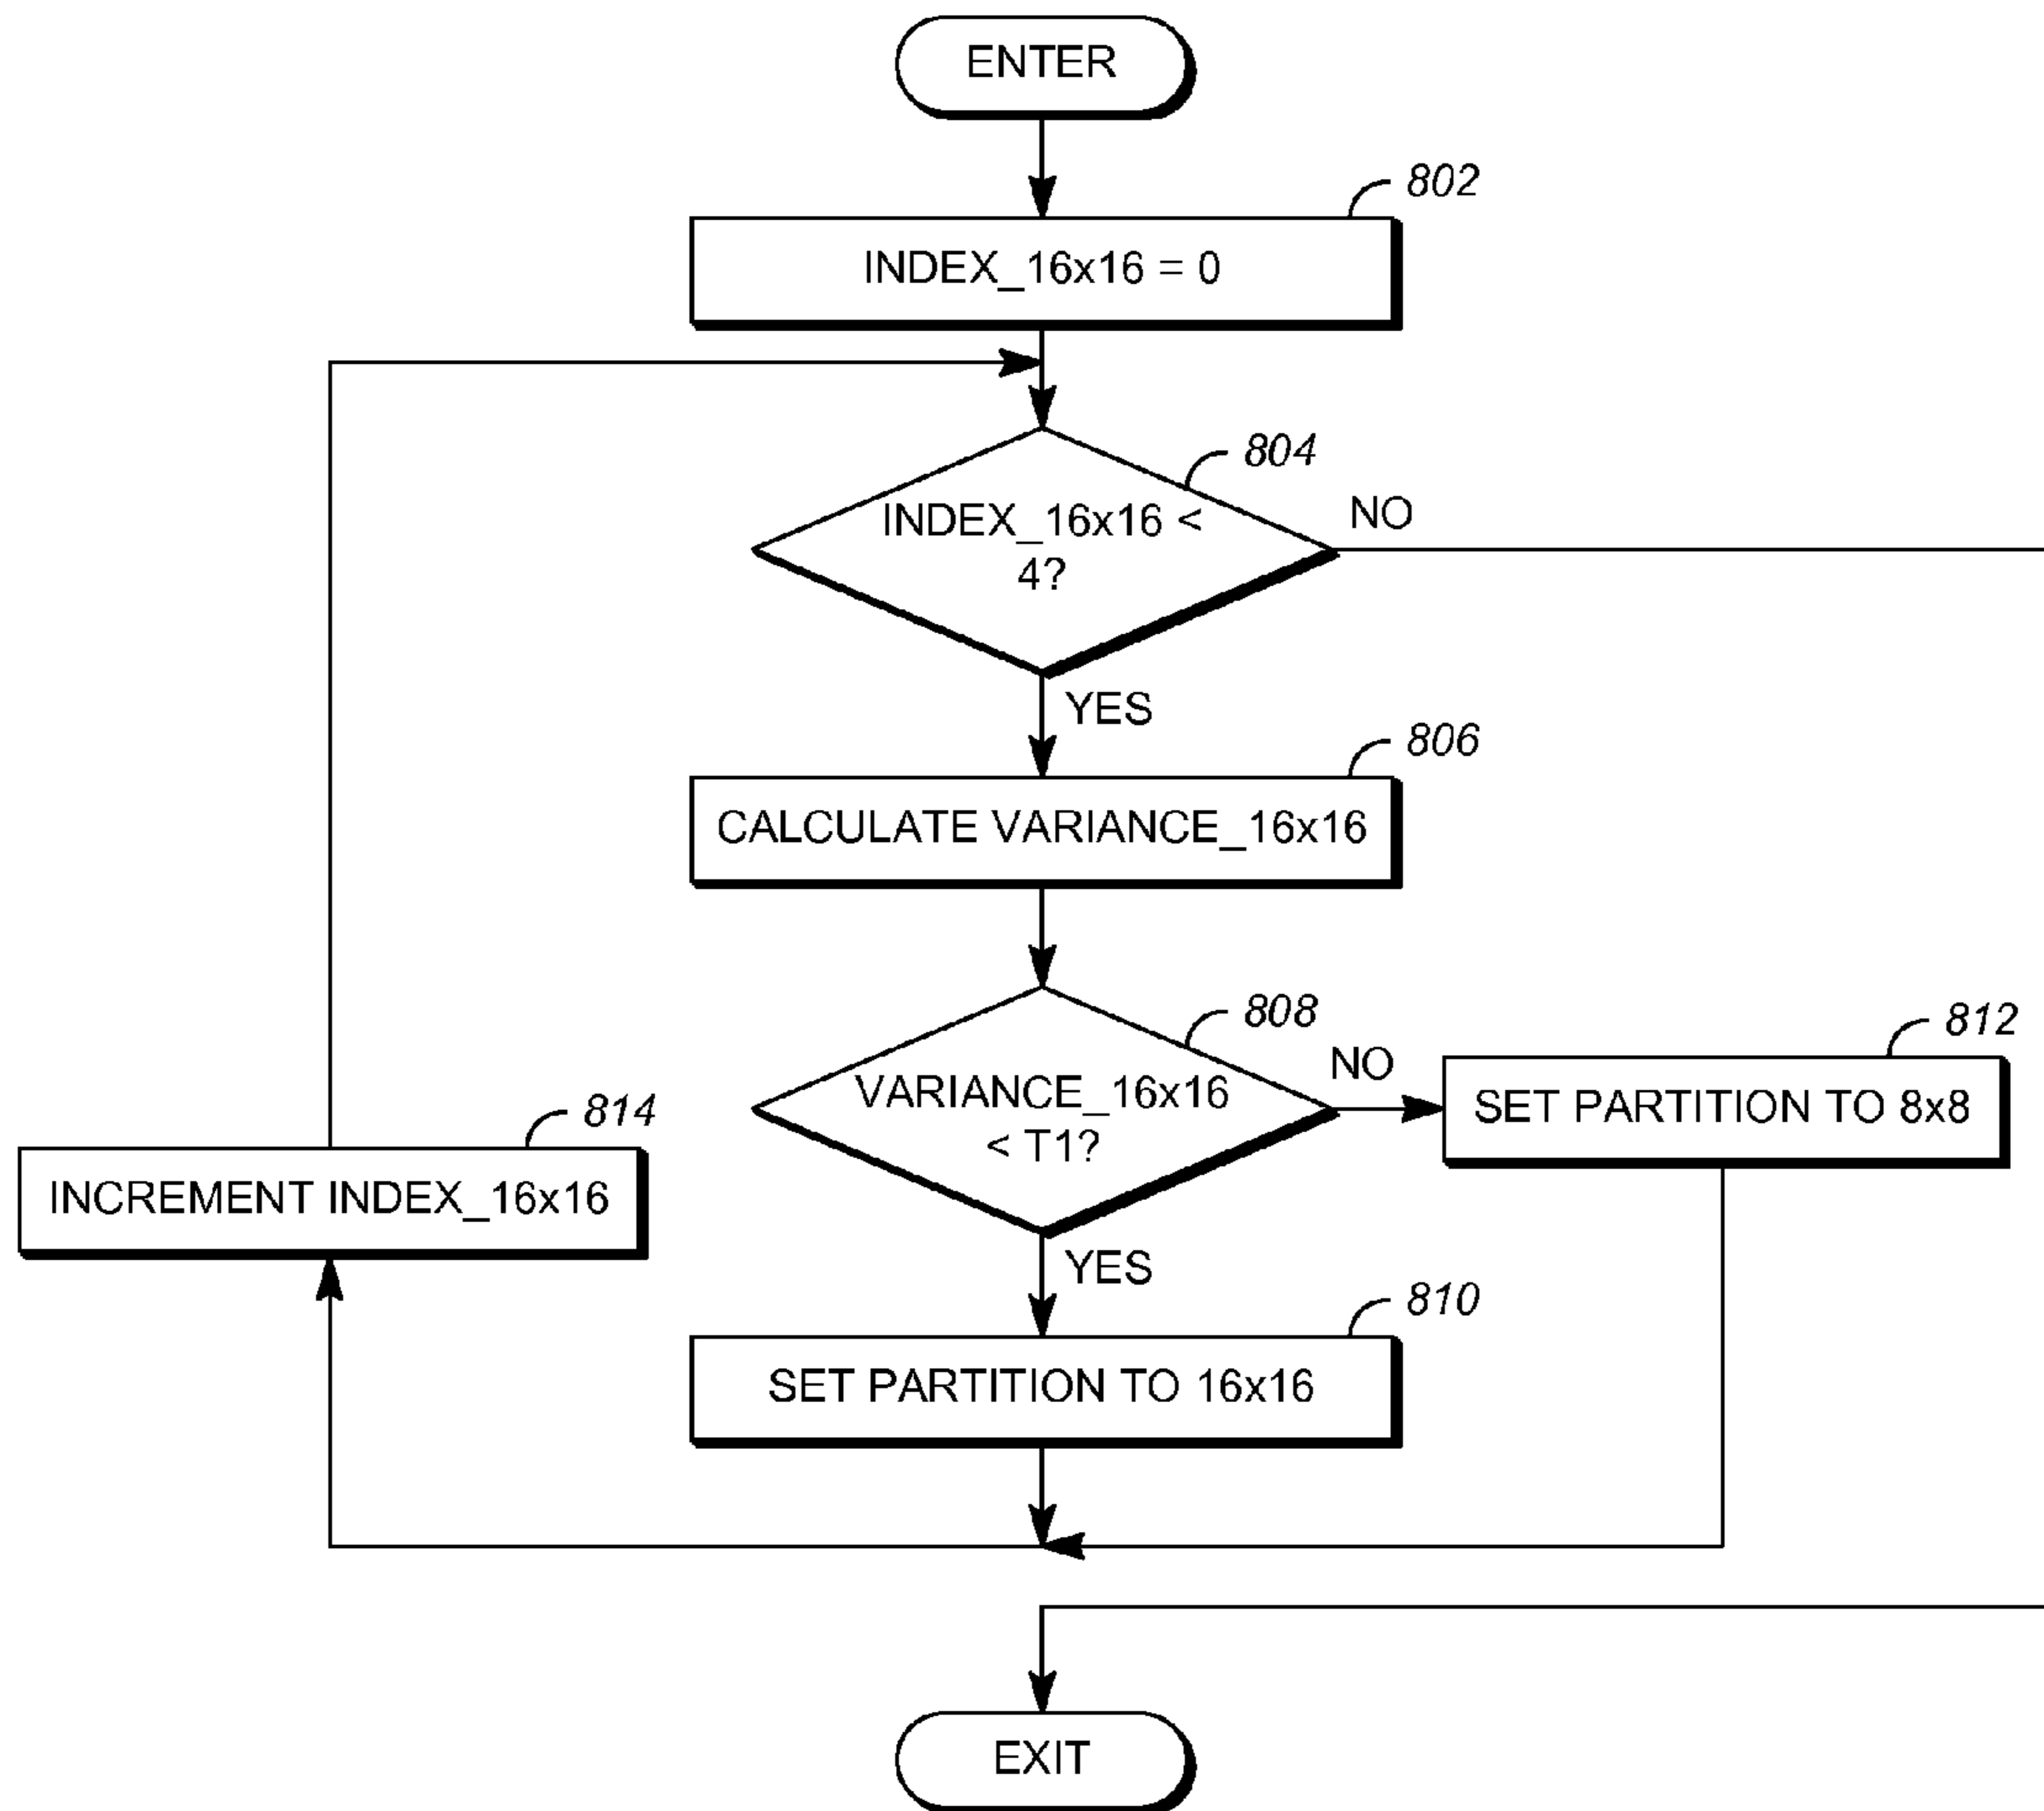 ENTER
802
INDEX_16x16 = 0
804
INDEX_16x16 <
4?
NO
YES
806
CALCULATE VARIANCE_16x16
808
VARIANCE_16x16
< T1?
NO
812
SET PARTITION TO 8x8
814
INCREMENT INDEX_16x16
YES
810
SET PARTITION TO 16x16
EXIT